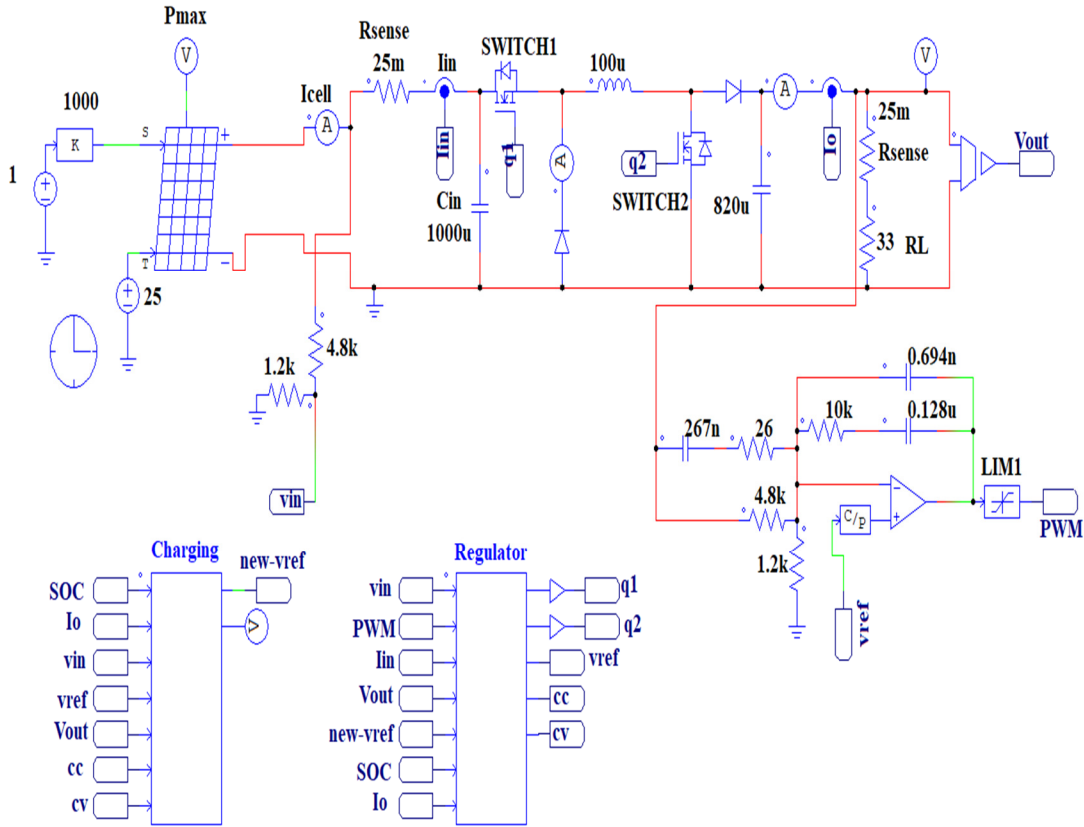 Pmax
V
Rsense
25m
Iin
SWITCH1
100u
A
V
1000
K
S
Icell
A
+
1
T
−
25
Iin
q1
Cin
1000u
A
q2
SWITCH2
820u
Io
25m
Rsense
33
RL
Vout
4.8k
1.2k
vin
0.694n
10k
0.128u
267n
26
4.8k
1.2k
−
+
C/p
LIM1
PWM
vref
Charging
new-vref
V
SOC
Io
vin
vref
Vout
cc
cv
Regulator
vin
PWM
Iin
Vout
new-vref
SOC
Io
q1
q2
vref
cc
cv